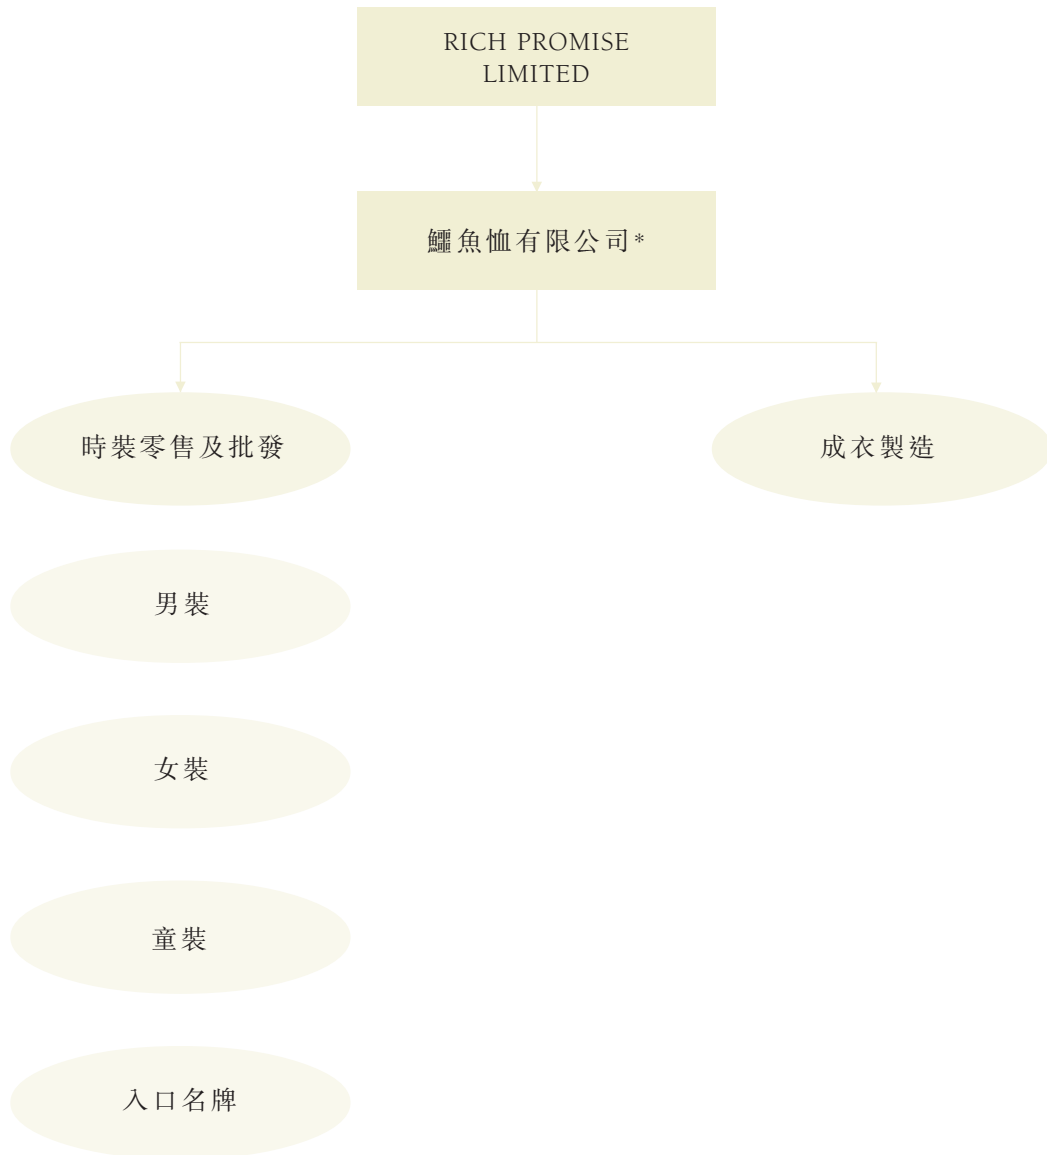 RICH PROMISE
LIMITED
鱷魚恤有限公司*
時裝零售及批發
成衣製造
男裝
女裝
童裝
入口名牌